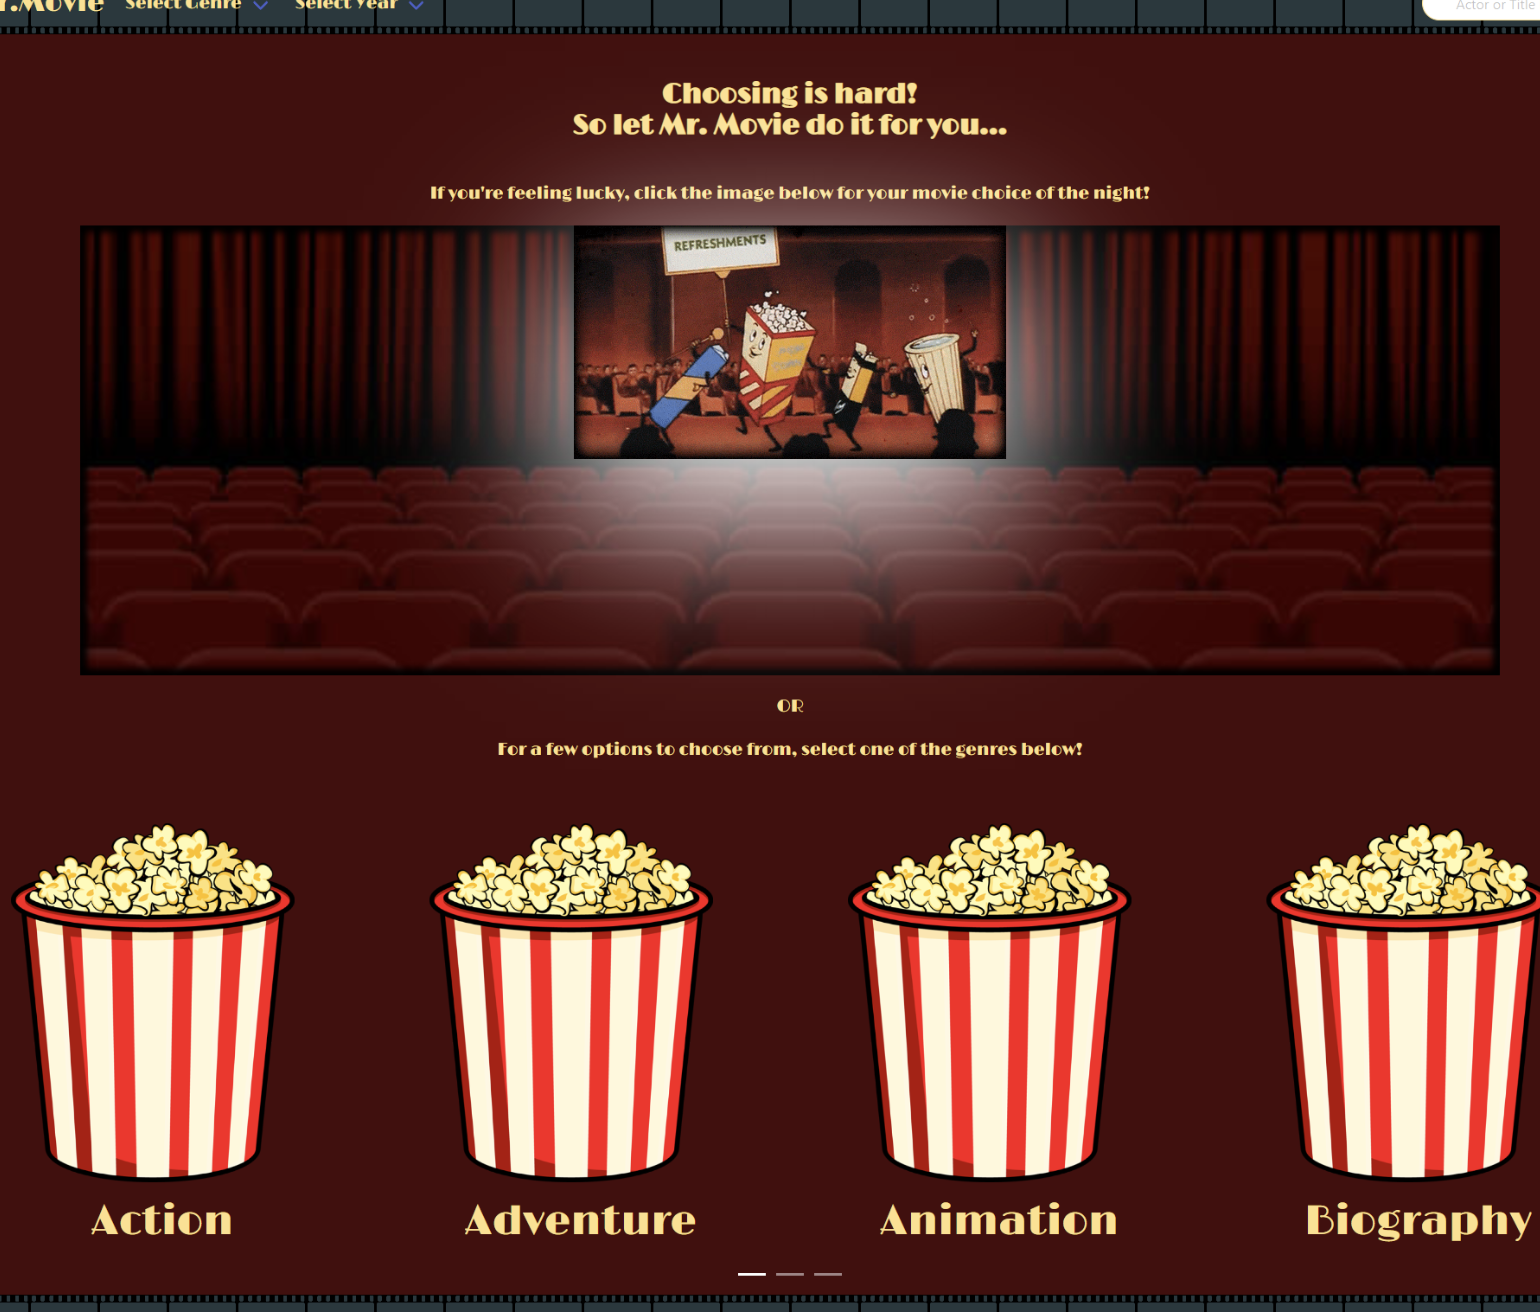 r.Movie Select Genre Select Year Actor or Title
Choosing is hard!
So let Mr. Movie do it for you...
If you're feeling lucky, click the image below for your movie choice of the night!
REFRESHMENTS
OR
For a few options to choose from, select one of the genres below!
Action Adventure Animation Biography